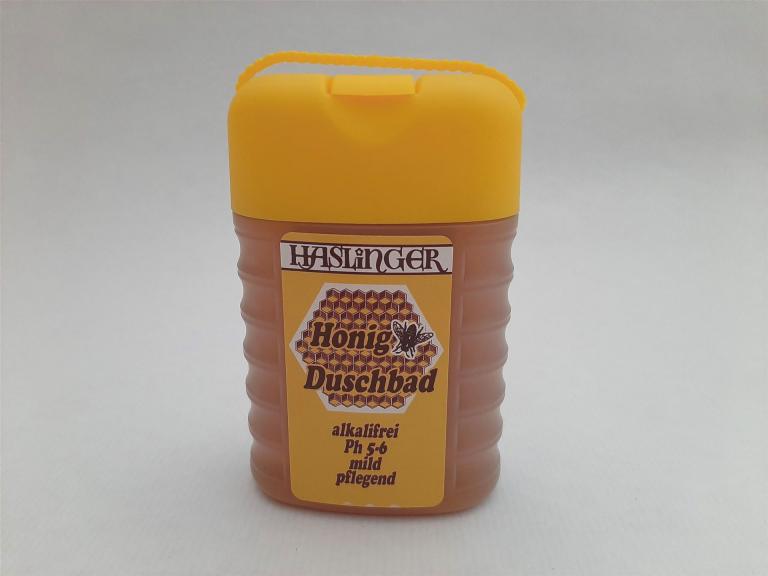 HASLiNGER
Honig
Duschbad
alkalifrei
Ph 5-6
mild
pflegend